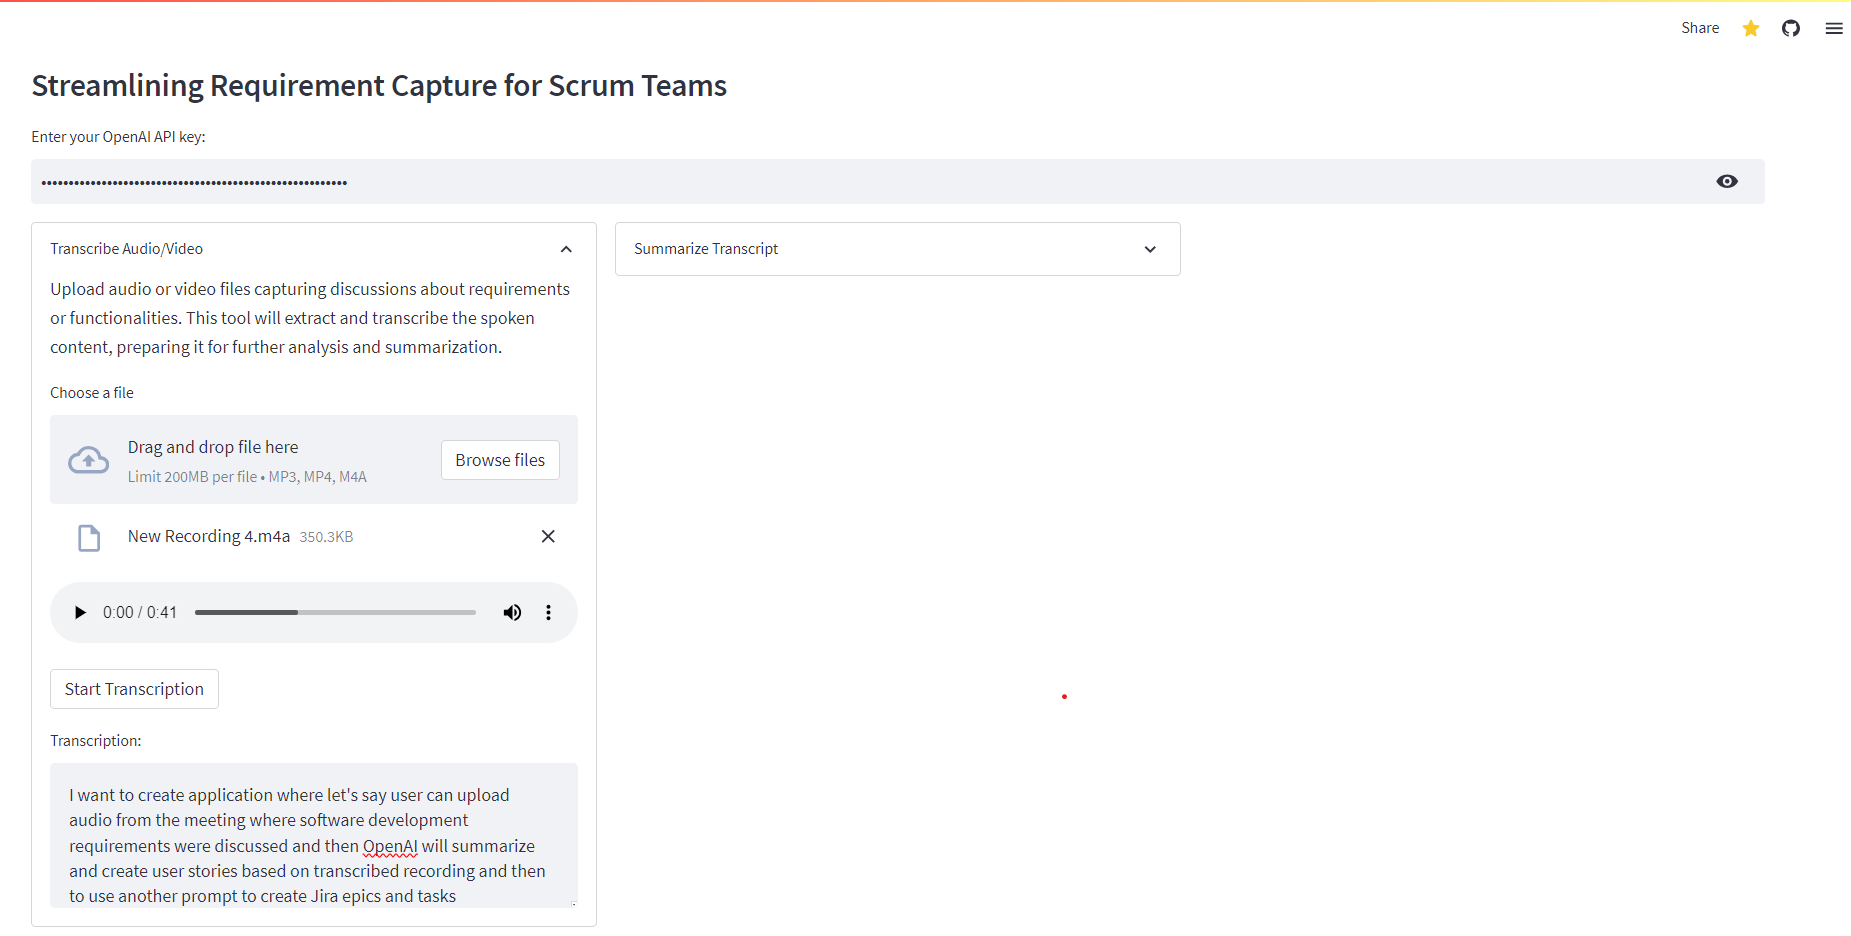 Share
Streamlining Requirement Capture for Scrum Teams
Enter your OpenAI API key:
Transcribe Audio/Video
Upload audio or video files capturing discussions about requirements
or functionalities. This tool will extract and transcribe the spoken
content, preparing it for further analysis and summarization.
Choose a file
Drag and drop file here
Limit 200MB per file • MP3, MP4, M4A
Browse files
New Recording 4.m4a 350.3KB
0:00 / 0:41
Start Transcription
Transcription:
I want to create application where let's say user can upload
audio from the meeting where software development
requirements were discussed and then OpenAI will summarize
and create user stories based on transcribed recording and then
to use another prompt to create Jira epics and tasks
Summarize Transcript